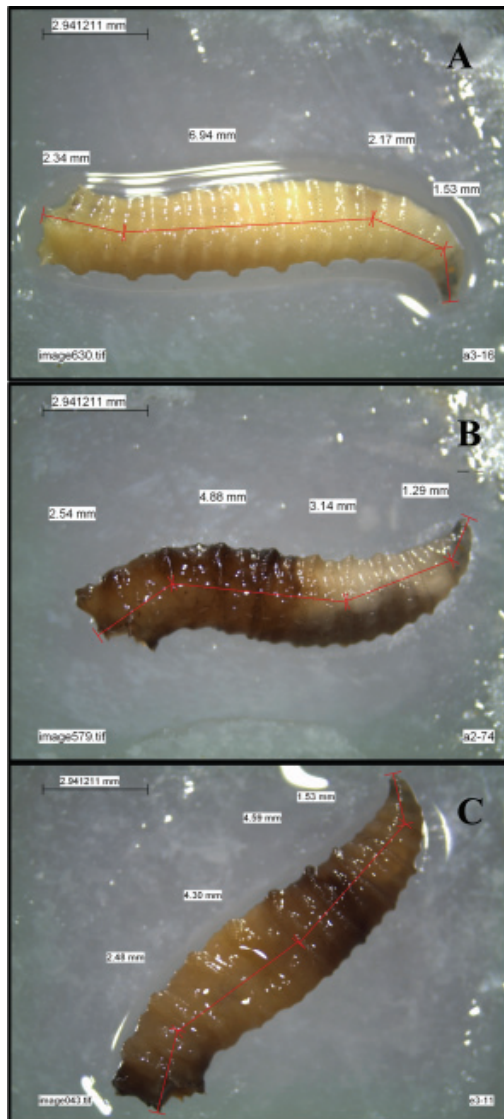 2.941211 mm
A
6.94 mm
2.17 mm
2.34 mm
1.53 mm
image630.tif
a3-16
2.941211 mm
B
1.29 mm
4.88 mm
3.14 mm
2.54 mm
image579.tif
a2-74
2.941211 mm
1.53 mm
C
4.59 mm
4.30 mm
2.48 mm
image043.tif
e3-11